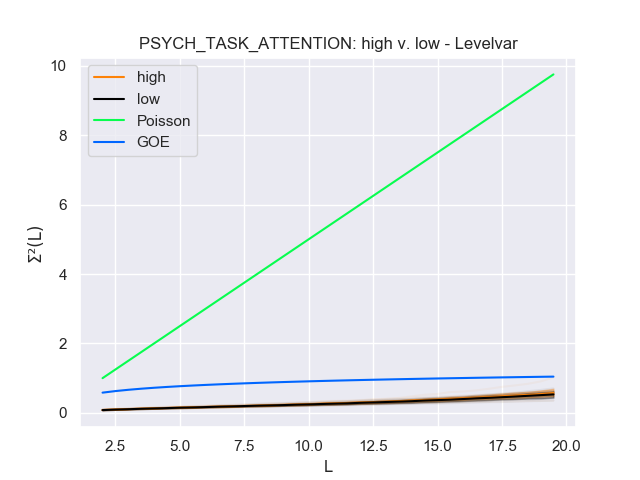 PSYCH_TASK_ATTENTION: high v. low - Levelvar
high
low
Poisson
GOE
Σ²(L)
10
8
6
4
2
0
2.5 5.0 7.5 10.0 12.5 15.0 17.5 20.0
L